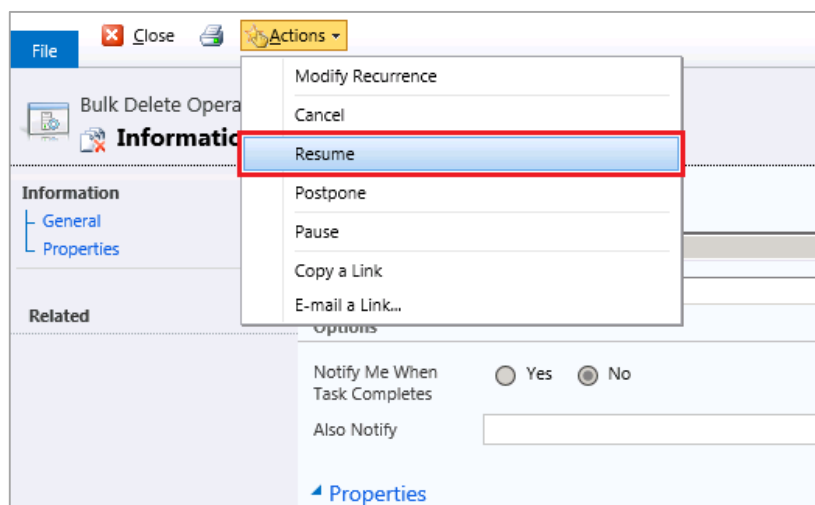 File
Close
Actions
Modify Recurrence
Cancel
Resume
Postpone
Pause
Copy a Link
E-mail a Link...
Bulk Delete Opera
Informatio
Information
General
Properties
Related
Options
Notify Me When
Task Completes
Yes
No
Also Notify
Properties